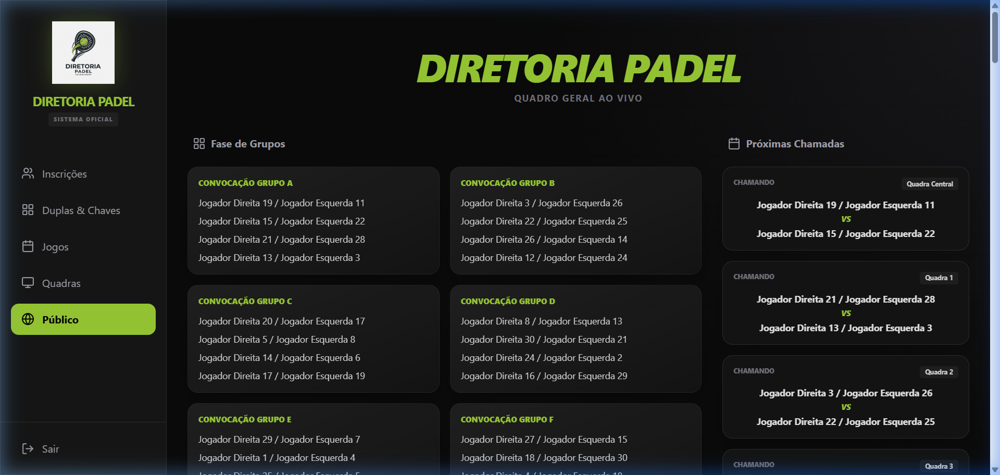 DIRETORIA
PADEL
TOURNAMENT
DIRETORIA PADEL
SISTEMA OFICIAL
Inscrições
Duplas & Chaves
Jogos
Quadras
Público
Sair
DIRETORIA PADEL
QUADRO GERAL AO VIVO
Fase de Grupos
CONVOCAÇÃO GRUPO A
Jogador Direita 19 / Jogador Esquerda 11
Jogador Direita 15 / Jogador Esquerda 22
Jogador Direita 21 / Jogador Esquerda 28
Jogador Direita 13 / Jogador Esquerda 3
CONVOCAÇÃO GRUPO B
Jogador Direita 3 / Jogador Esquerda 26
Jogador Direita 22 / Jogador Esquerda 25
Jogador Direita 26 / Jogador Esquerda 14
Jogador Direita 12 / Jogador Esquerda 24
CONVOCAÇÃO GRUPO C
Jogador Direita 20 / Jogador Esquerda 17
Jogador Direita 5 / Jogador Esquerda 8
Jogador Direita 14 / Jogador Esquerda 6
Jogador Direita 17 / Jogador Esquerda 19
CONVOCAÇÃO GRUPO D
Jogador Direita 8 / Jogador Esquerda 13
Jogador Direita 30 / Jogador Esquerda 21
Jogador Direita 24 / Jogador Esquerda 2
Jogador Direita 16 / Jogador Esquerda 29
CONVOCAÇÃO GRUPO E
Jogador Direita 29 / Jogador Esquerda 7
Jogador Direita 1 / Jogador Esquerda 4
CONVOCAÇÃO GRUPO F
Jogador Direita 27 / Jogador Esquerda 15
Jogador Direita 18 / Jogador Esquerda 30
Próximas Chamadas
CHAMANDO
Quadra Central
Jogador Direita 19 / Jogador Esquerda 11
VS
Jogador Direita 15 / Jogador Esquerda 22
CHAMANDO
Quadra 1
Jogador Direita 21 / Jogador Esquerda 28
VS
Jogador Direita 13 / Jogador Esquerda 3
CHAMANDO
Quadra 2
Jogador Direita 3 / Jogador Esquerda 26
VS
Jogador Direita 22 / Jogador Esquerda 25
CHAMANDO
Quadra 3